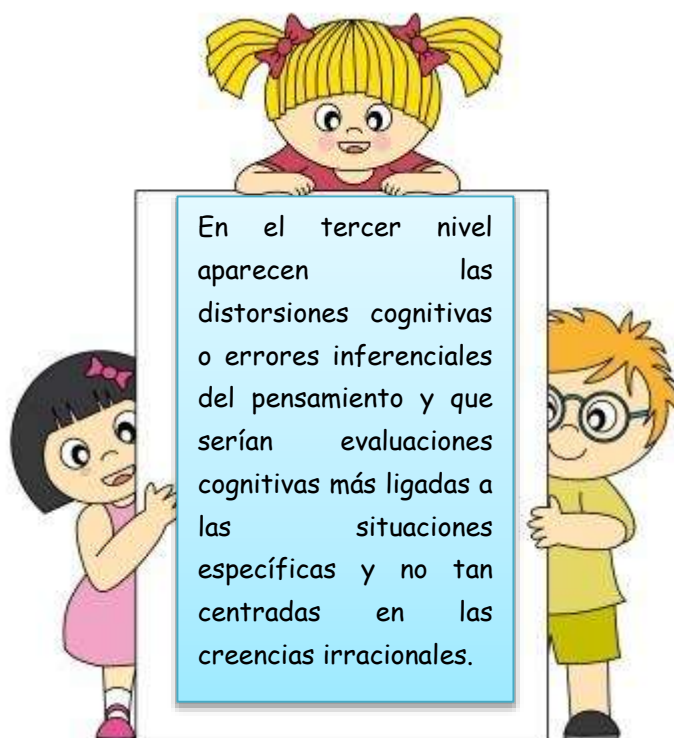 En el tercer nivel
aparecen las
distorsiones cognitivas
o errores inferenciales
del pensamiento y que
serían evaluaciones
cognitivas más ligadas a
las situaciones
específicas y no tan
centradas en las
creencias irracionales.